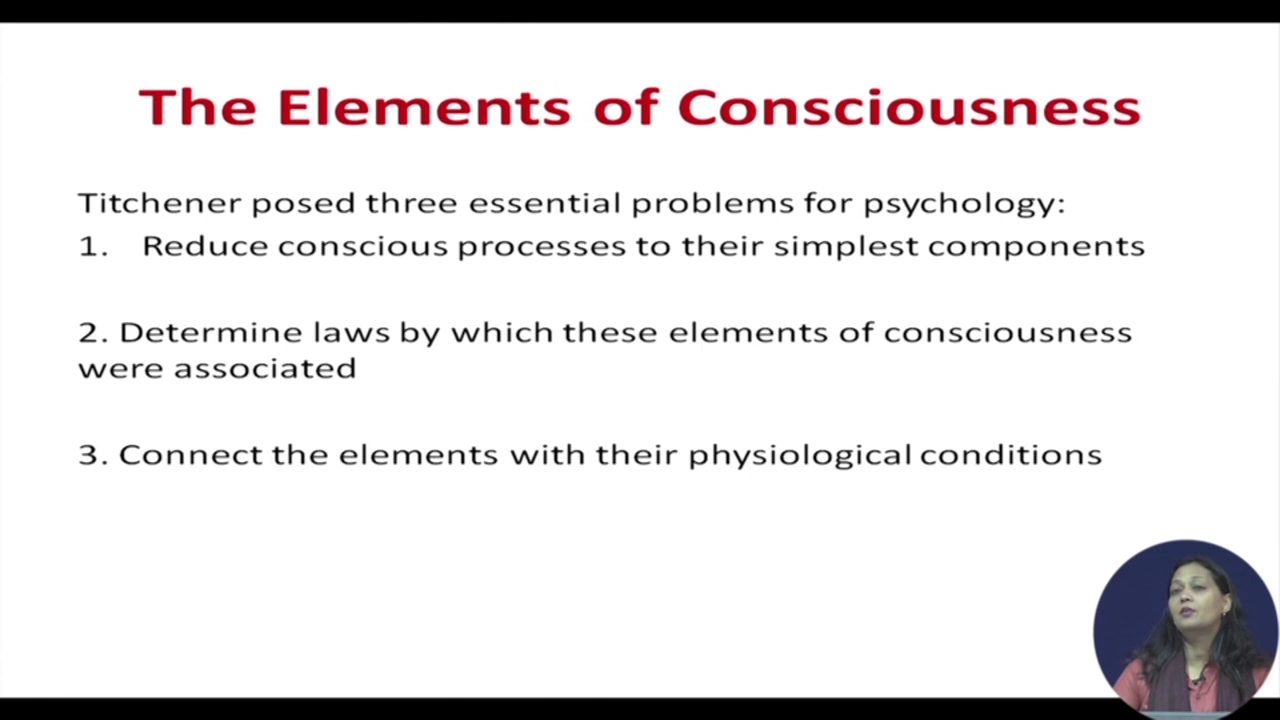 The Elements of Consciousness
Titchener posed three essential problems for psychology:
1. Reduce conscious processes to their simplest components
2. Determine laws by which these elements of consciousness
were associated
3. Connect the elements with their physiological conditions